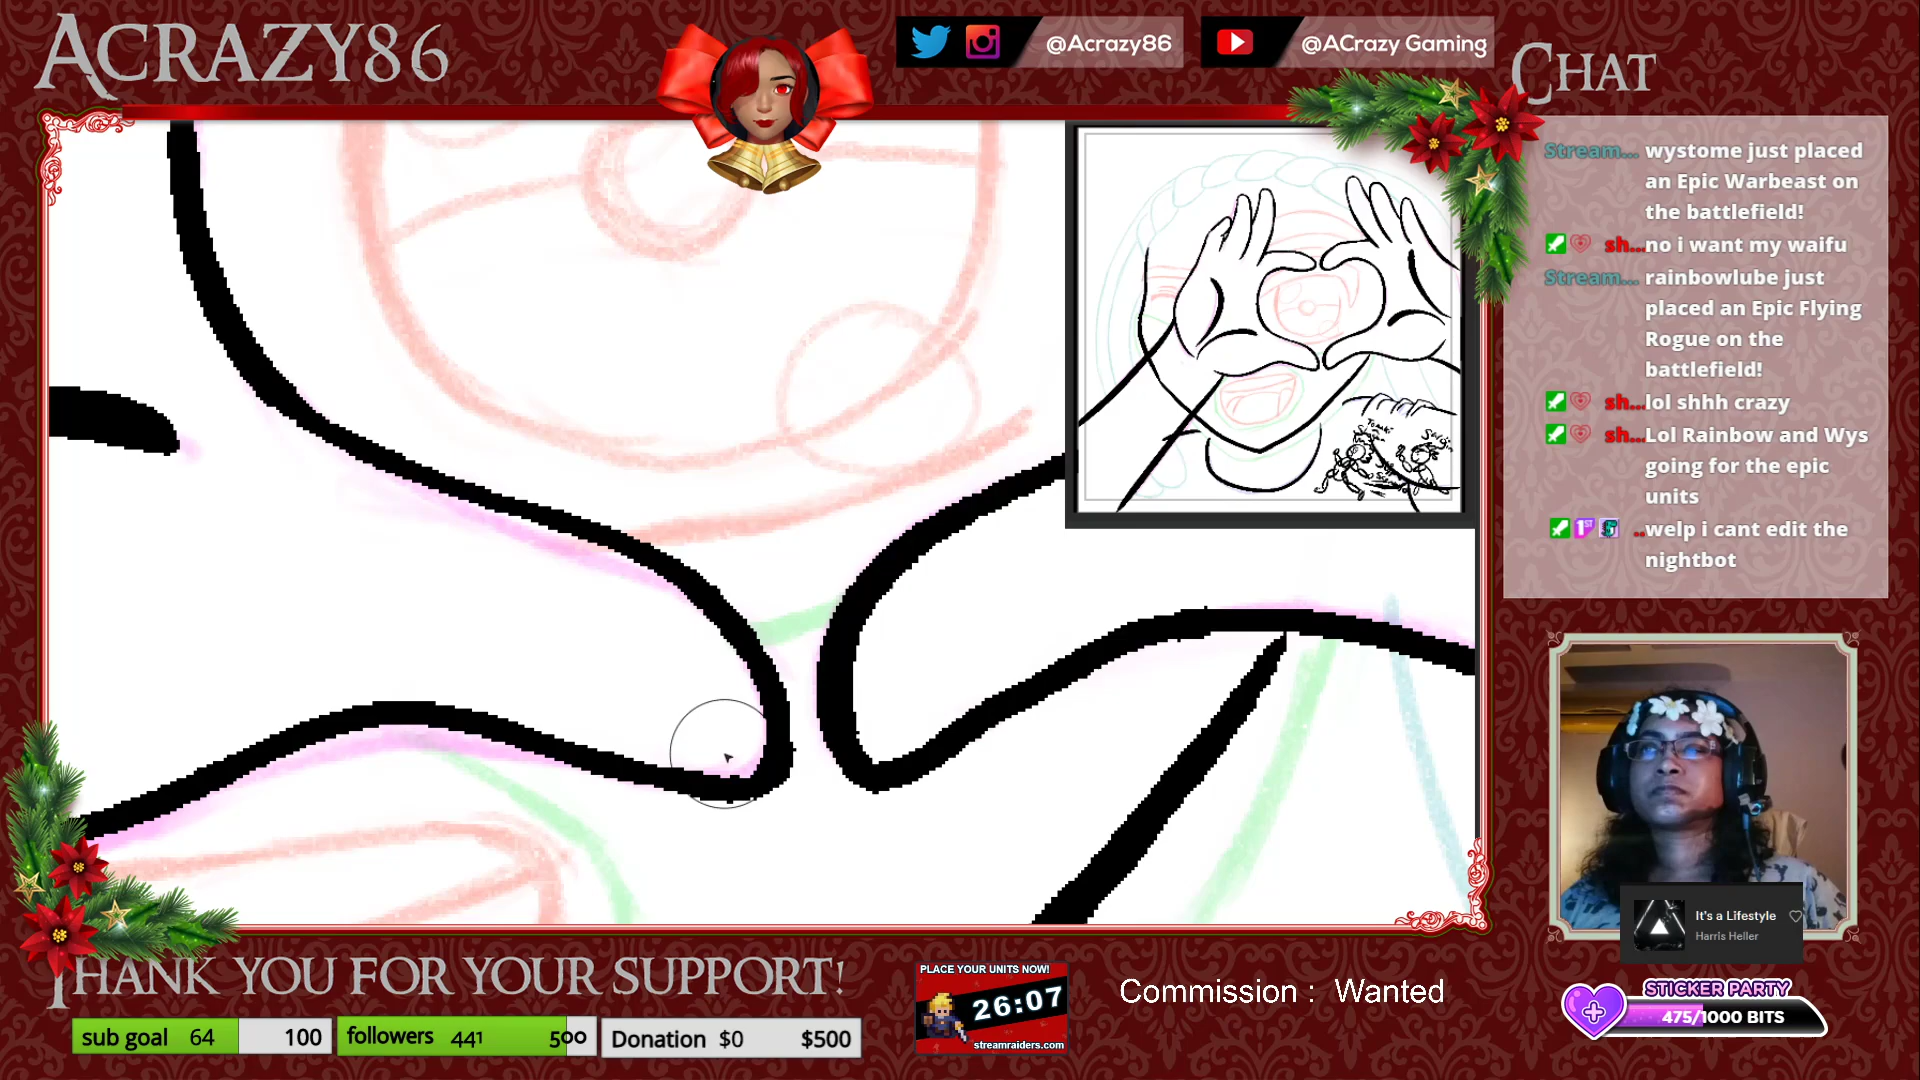 ACRAZY86
@Acrazy86
@ACrazy Gaming
CHAT
Stream... wystome just placed
an Epic Warbeast on
the battlefield!
sh... no i want my waifu
Stream... rainbowlube just
placed an Epic Flying
Rogue on the
battlefield!
sh... lol shhh crazy
sh... Lol Rainbow and Wys
going for the epic
units
.. welp i cant edit the
nightbot
It's a Lifestyle
Harris Heller
THANK YOU FOR YOUR SUPPORT!
sub goal 64 100
followers 441 500
Donation $0 $500
PLACE YOUR UNITS NOW!
26:07
streamraiders.com
Commission : Wanted
STICKER PARTY
475/1000 BITS